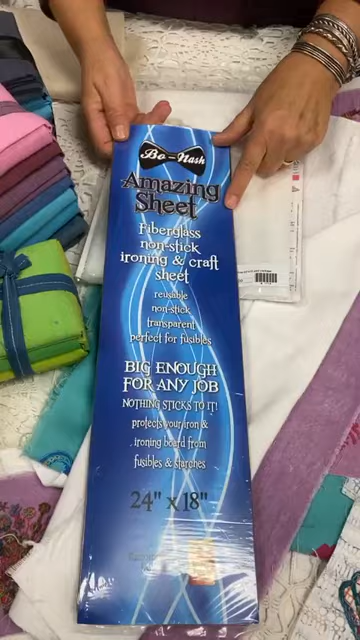 Bo-Nash
Amazing
Sheet
Fiberglass
non-stick
ironing & craft
sheet
reusable
non-stick
transparent
perfect for fusibles
BIG ENOUGH
FOR ANY JOB
NOTHING STICKS TO IT!
protects your iron &
ironing board from
fusibles & starches
24" x 18"